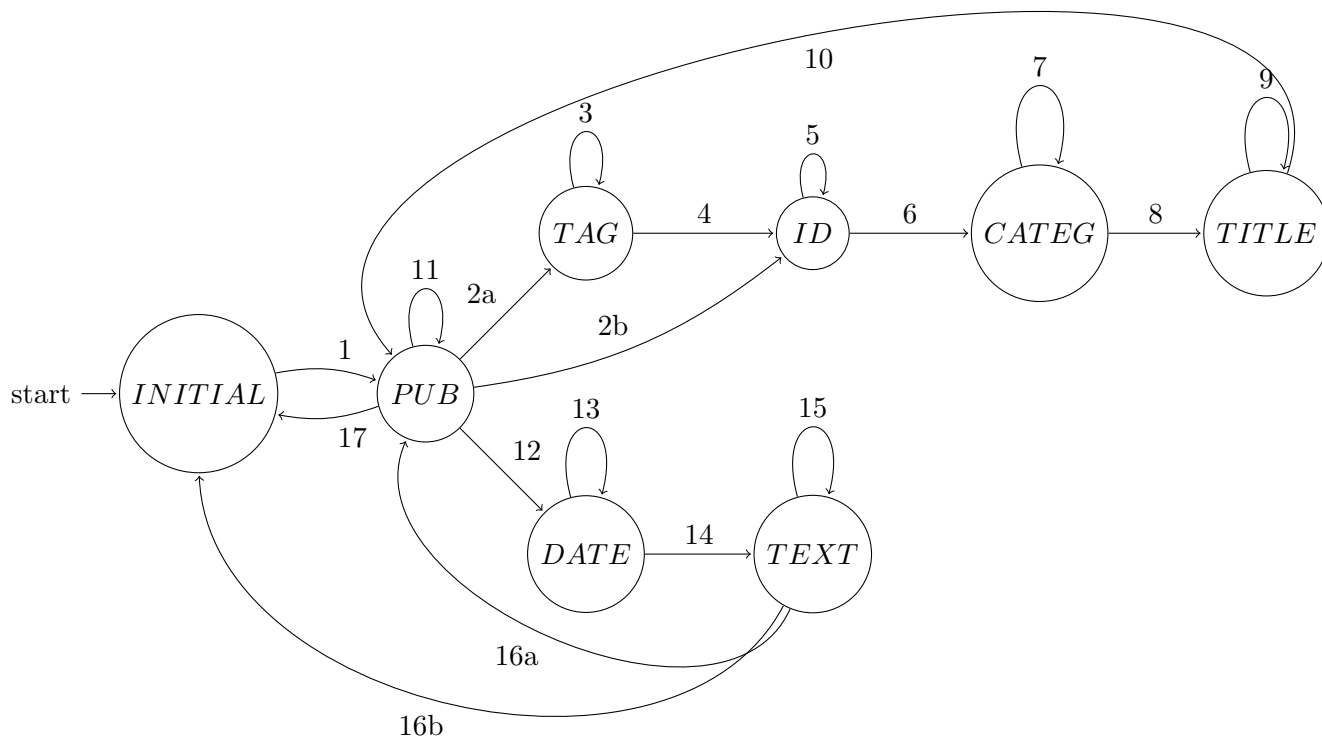 10
7
9
3
5
TAG
4
ID
6
CATEG
8
TITLE
11
2a
2b
1
start
INITIAL
PUB
17
13
15
12
DATE
14
TEXT
16a
16b